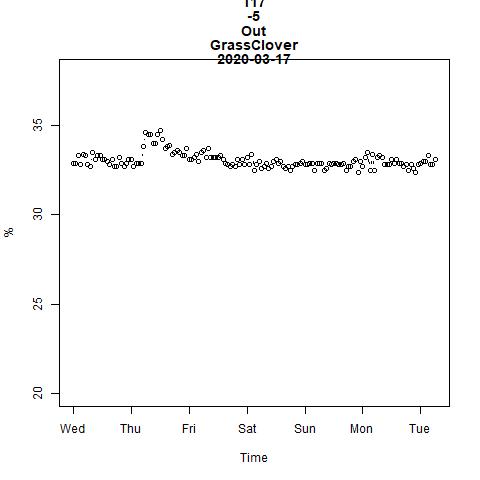 117
-5
Out
GrassClover
2020-03-17
35
30
25
20
%
Wed
Thu
Fri
Sat
Sun
Mon
Tue
Time